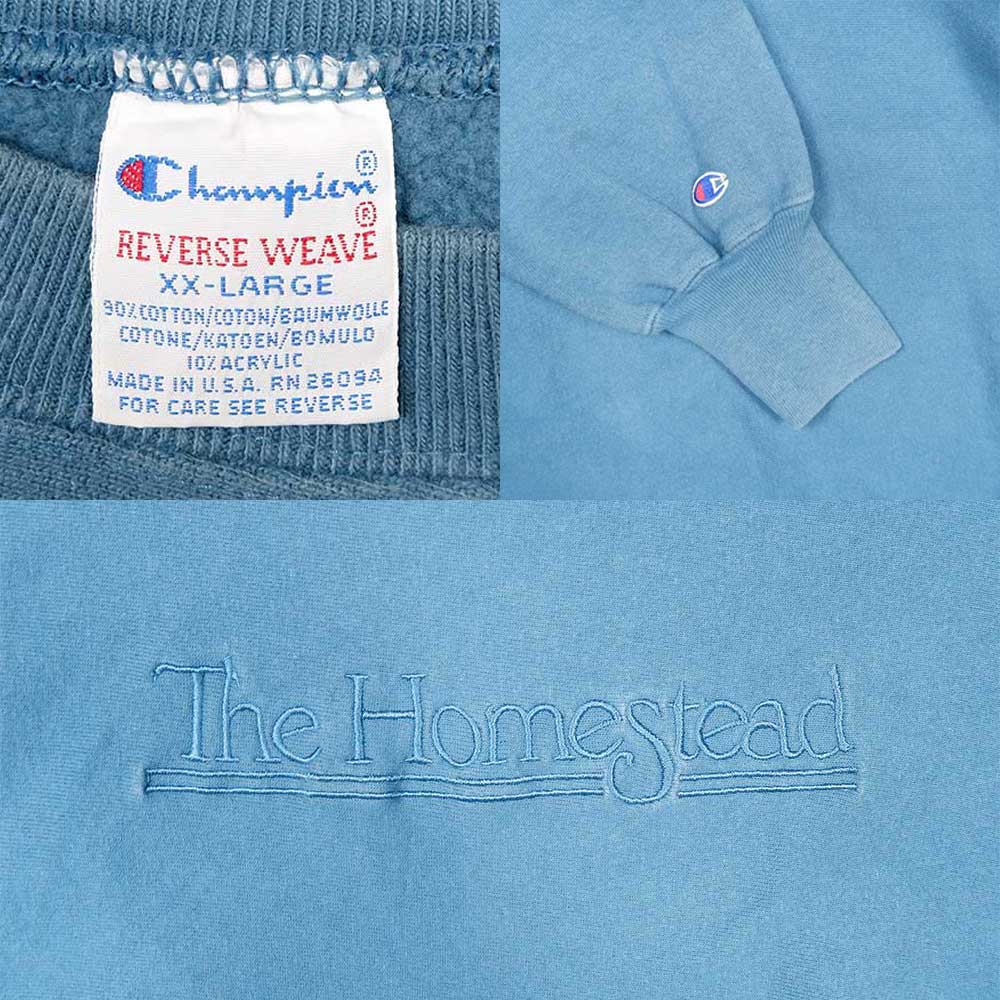 Champion®
REVERSE WEAVE®
XX-LARGE
90% COTTON/COTON/BAUMWOLLE
COTONE/KATOEN/BOMULD
10% ACRYLIC
MADE IN U.S.A. RN 26094
FOR CARE SEE REVERSE
The Homestead